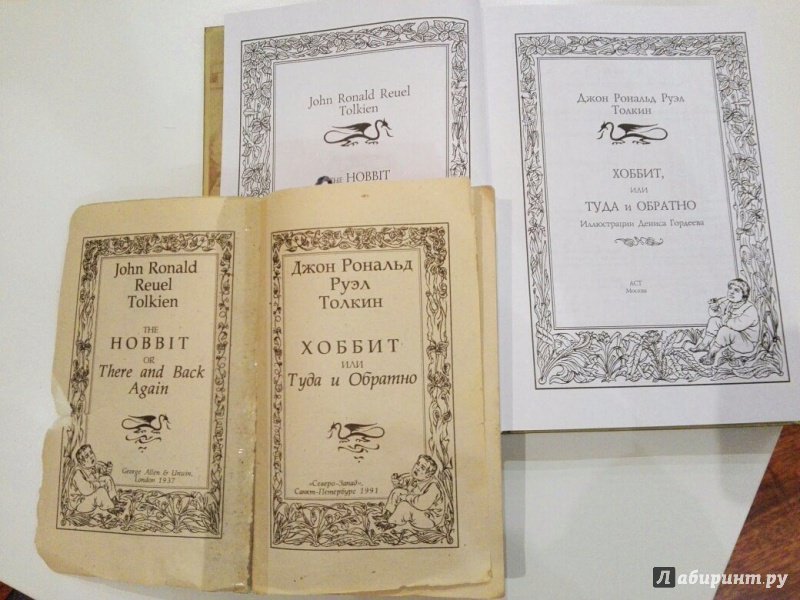 John Ronald Reuel
Tolkien
THE HOBBIT
Джон Рональд Руэл
Толкин
ХОББИТ,
или
ТУДА и ОБРАТНО
Иллюстрации Дениса Гордеева
АСТ
Москва
John Ronald
Reuel
Tolkien
THE
HOBBIT
OR
There and Back
Again
George Allen & Unwin,
London 1937
Джон Рональд
Руэл
Толкин
ХОББИТ
или
Туда и Обратно
«Северо-Запад»,
Санкт-Петербург 1991
Лабиринт.ру